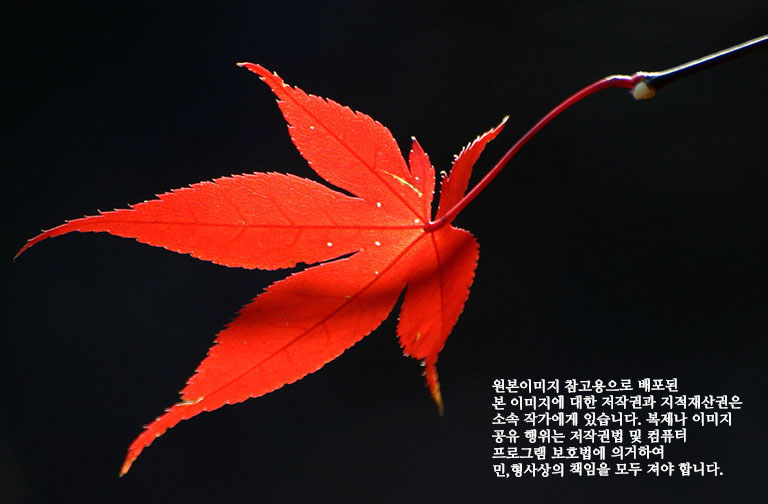 원본이미지 참고용으로 배포된
본 이미지에 대한 저작권과 지적재산권은
소속 작가에게 있습니다. 복제나 이미지
공유 행위는 저작권법 및 컴퓨터
프로그램 보호법에 의거하여
민,형사상의 책임을 모두 져야 합니다.